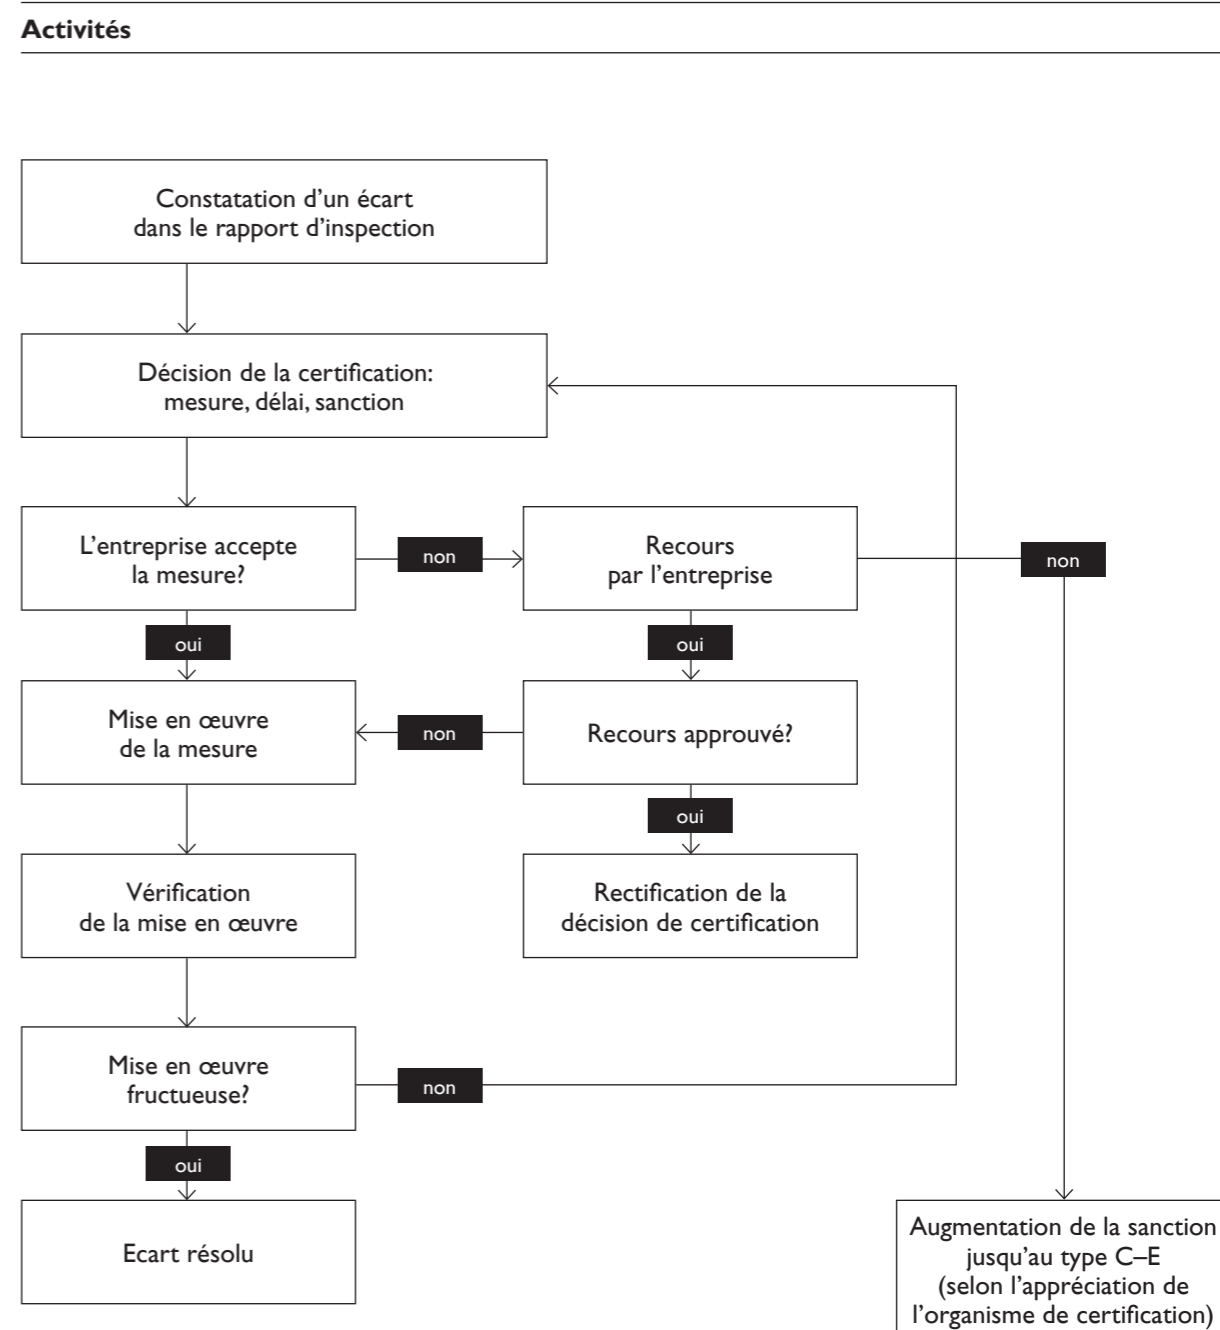 Activités
Constatation d'un écart
dans le rapport d'inspection
Décision de la certification:
mesure, délai, sanction
L'entreprise accepte
la mesure?
non
Recours
par l'entreprise
non
oui
oui
Mise en œuvre
de la mesure
non
Recours approuvé?
oui
Vérification
de la mise en œuvre
Rectification de la
décision de certification
Mise en œuvre
fructueuse?
non
oui
Ecart résolu
Augmentation de la sanction
jusqu'au type C–E
(selon l'appréciation de
l'organisme de certification)